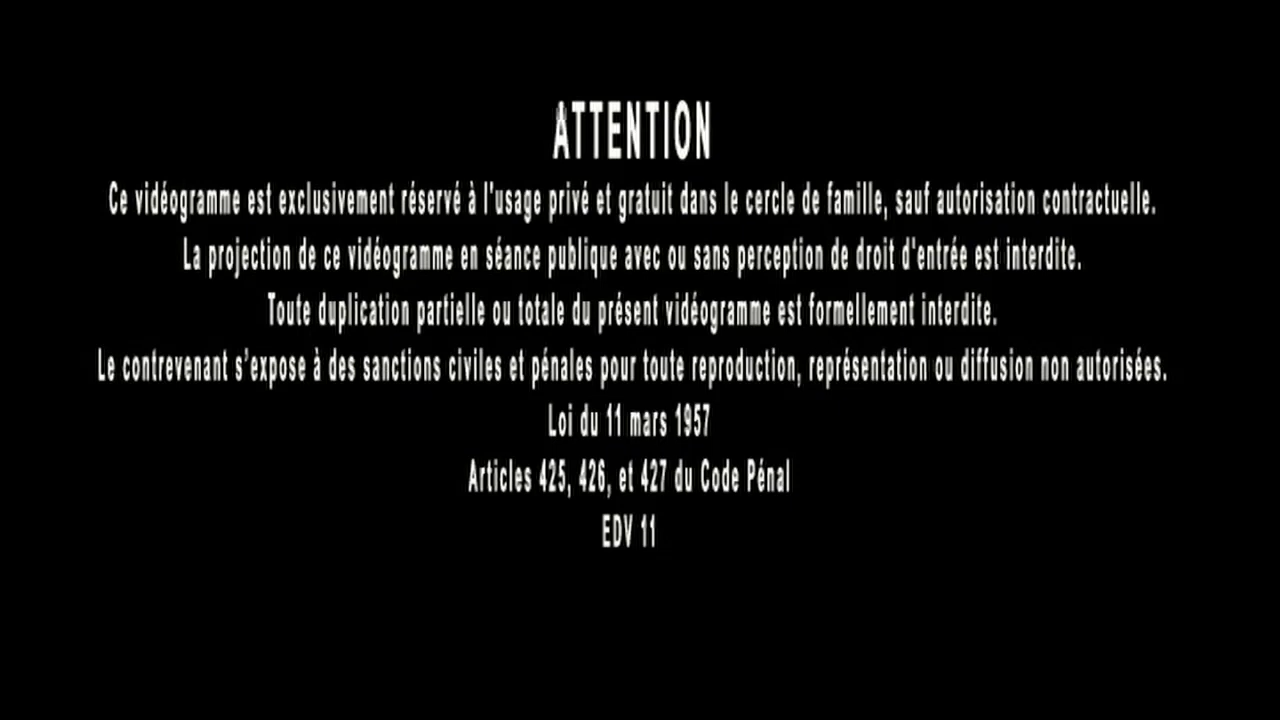 ATTENTION
Ce vidéogramme est exclusivement réservé à l'usage privé et gratuit dans le cercle de famille, sauf autorisation contractuelle.
La projection de ce vidéogramme en séance publique avec ou sans perception de droit d'entrée est interdite.
Toute duplication partielle ou totale du présent vidéogramme est formellement interdite.
Le contrevenant s'expose à des sanctions civiles et pénales pour toute reproduction, représentation ou diffusion non autorisées.
Loi du 11 mars 1957
Articles 425, 426, et 427 du Code Pénal
EDV 11